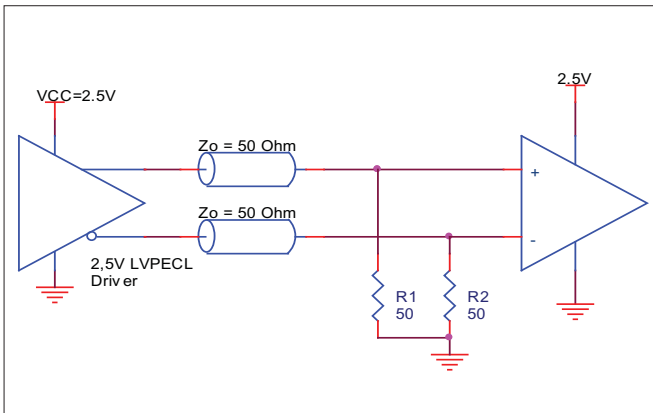 VCC=2.5V
2.5V
Zo = 50 Ohm
+
Zo = 50 Ohm
-
2,5V LVPECL
Driver
R1
50
R2
50